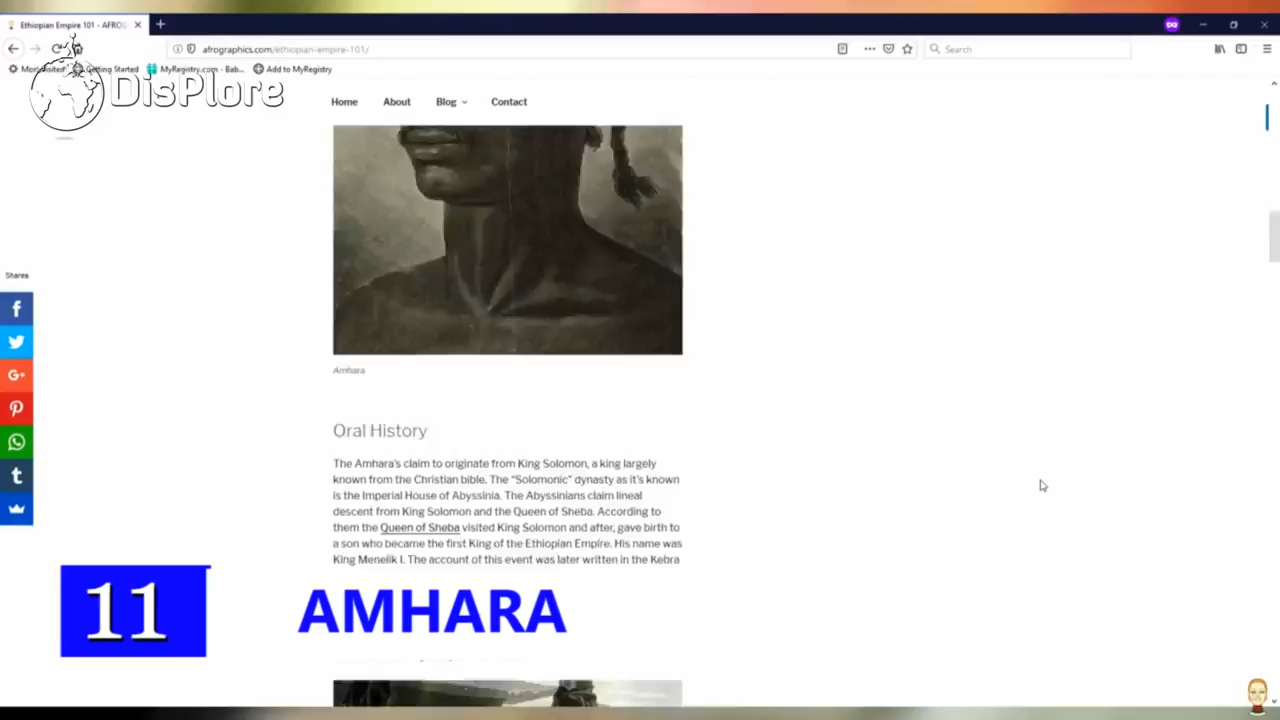 Ethiopian Empire 101 - AFROG
afrographics.com/ethiopian-empire-101/
Search
Most Visited
Getting Started
MyRegistry.com - Bab...
Add to MyRegistry
DisPlore
Home
About
Blog
Contact
Shares
Amhara
Oral History
The Amhara's claim to originate from King Solomon, a king largely
known from the Christian bible. The "Solomonic" dynasty as it's known
is the Imperial House of Abyssinia. The Abyssinians claim lineal
descent from King Solomon and the Queen of Sheba. According to
them the Queen of Sheba visited King Solomon and after, gave birth to
a son who became the first King of the Ethiopian Empire. His name was
King Menelik I. The account of this event was later written in the Kebra
11
AMHARA